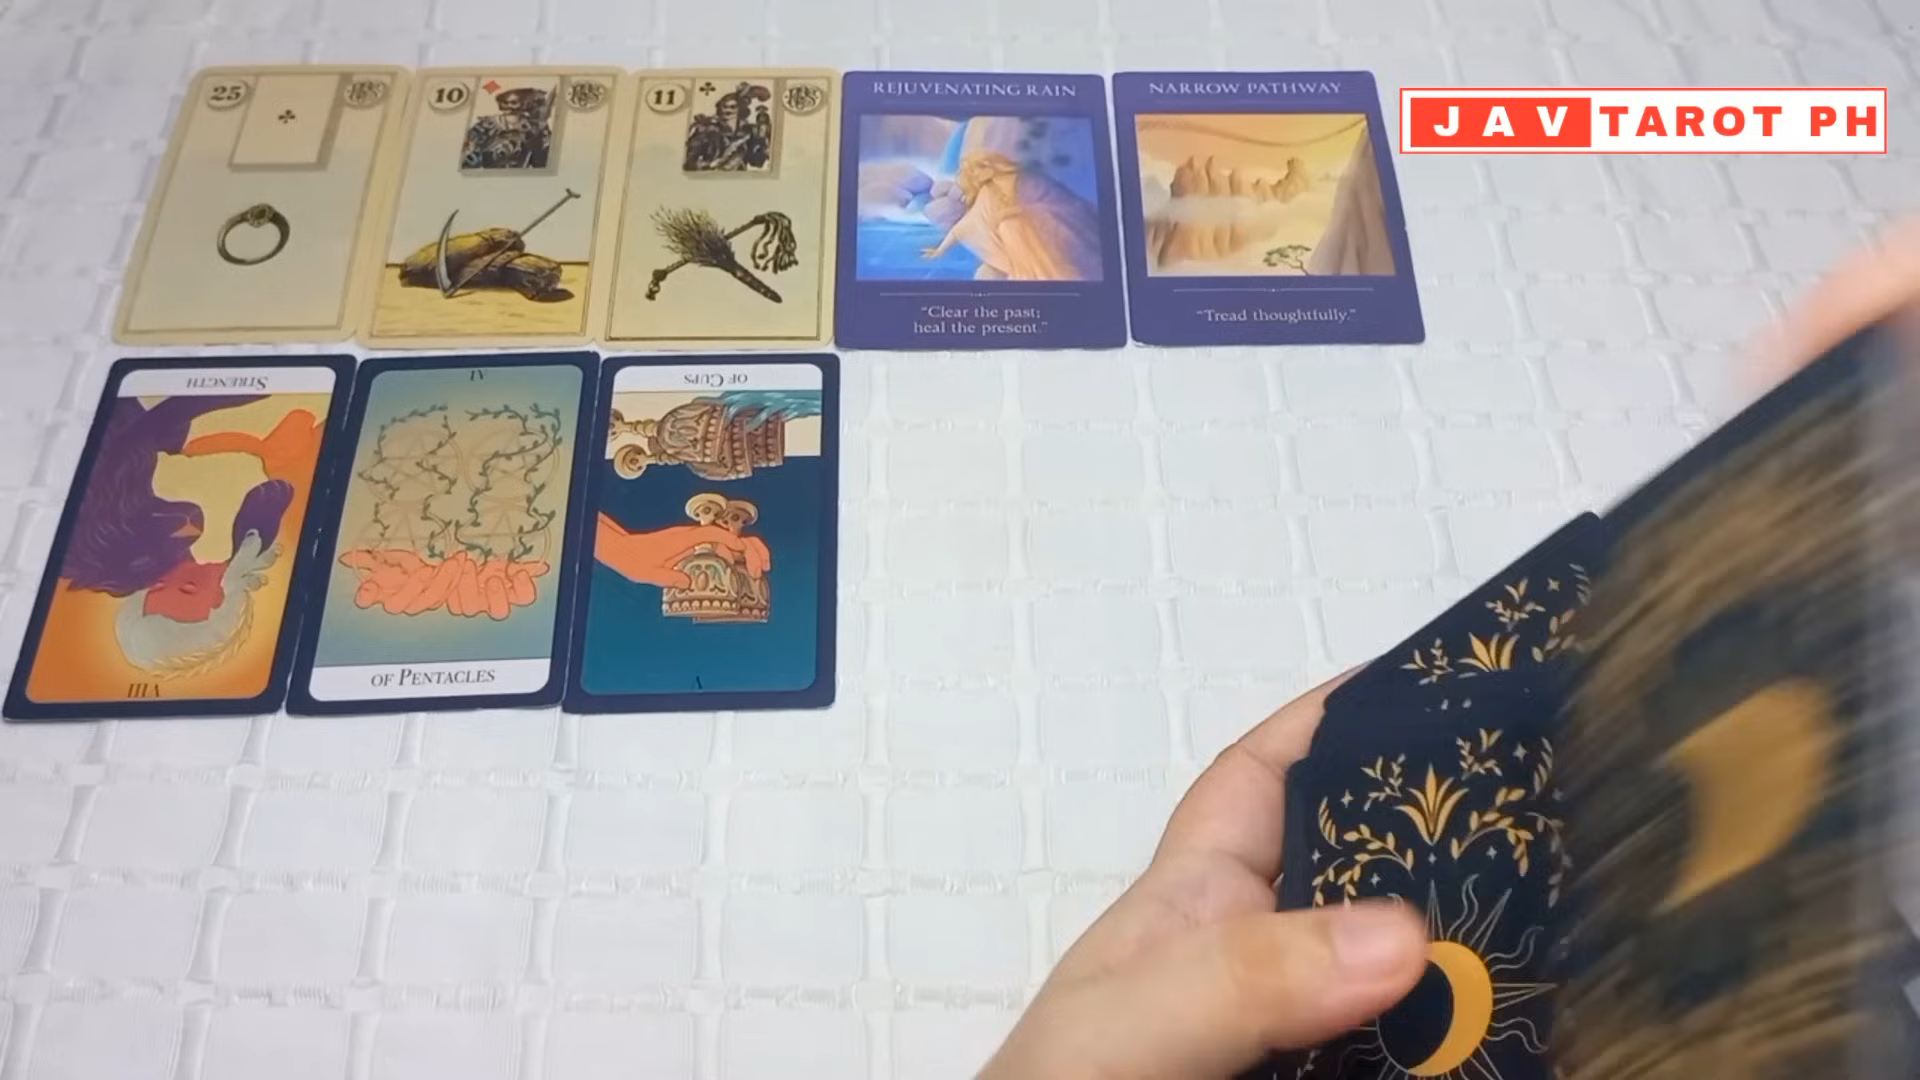 25
10
11
REJUVENATING RAIN
NARROW PATHWAY
JAV TAROT PH
"Clear the past;
heal the present."
"Tread thoughtfully."
STRENGTH
VI
OF CUPS
OF PENTACLES
VIII
V